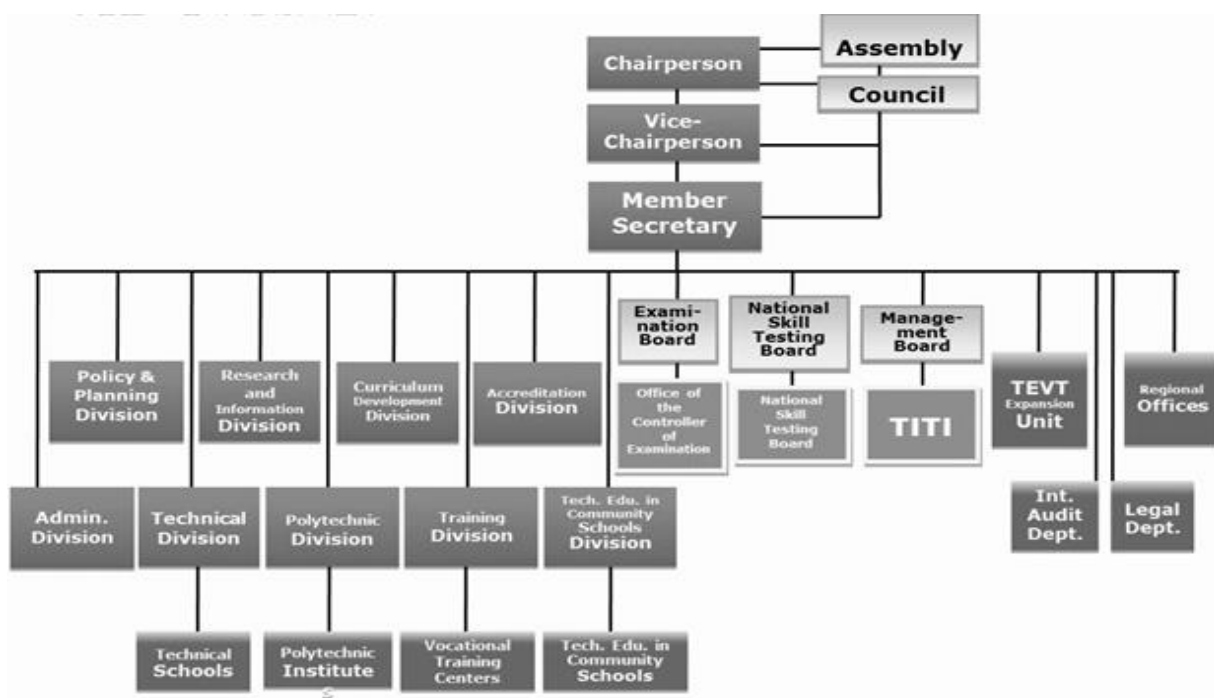 Assembly
Chairperson
Council
Vice-
Chairperson
Member
Secretary
Exami-
nation
Board
National
Skill
Testing
Board
Manage-
ment
Board
Policy &
Planning
Division
Research
and
Information
Division
Curriculum
Development
Division
Accreditation
Division
Office of
the
Controller
of
Examination
National
Skill
Testing
Board
TITI
TEVT
Expansion
Unit
Regional
Offices
Admin.
Division
Technical
Division
Polytechnic
Division
Training
Division
Tech. Edu. in
Community
Schools
Division
Int.
Audit
Dept.
Legal
Dept.
Technical
Schools
Polytechnic
Institute
s
Vocational
Training
Centers
Tech. Edu. in
Community
Schools